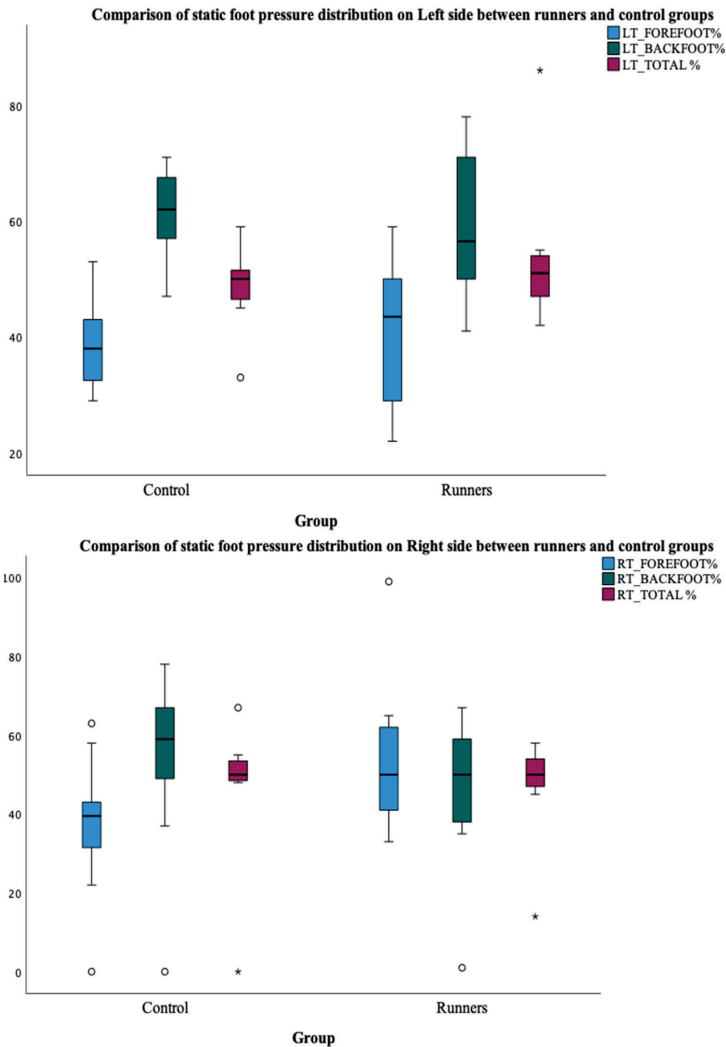 Comparison of static foot pressure distribution on Left side between runners and control groups
LT_FOREFOOT%
LT_BACKFOOT%
LT_TOTAL %
80
60
40
20
Control
Runners
Group
Comparison of static foot pressure distribution on Right side between runners and control groups
RT_FOREFOOT%
RT_BACKFOOT%
RT_TOTAL %
100
80
60
40
20
0
Control
Runners
Group